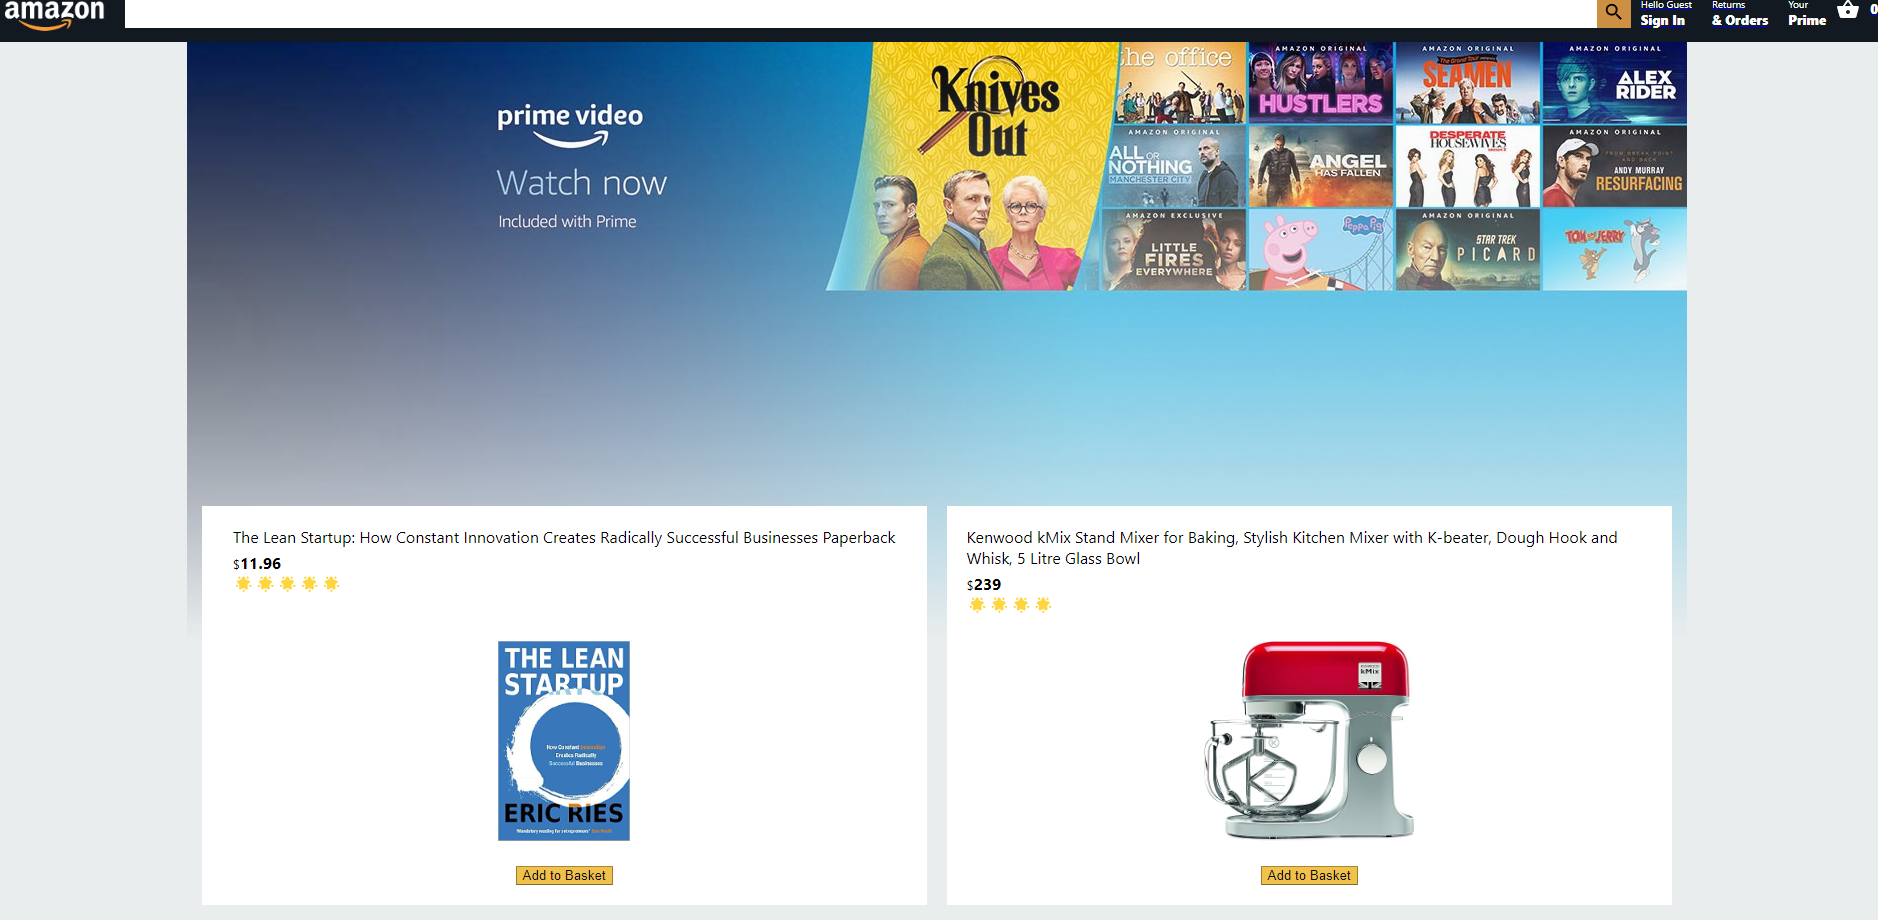 amazon
Hello Guest
Sign In
Returns
& Orders
Your
Prime
0
prime video
Watch now
Included with Prime
Knives
Out
the office
AMAZON ORIGINAL
HUSTLERS
AMAZON ORIGINAL
The Grand Tour
SEAMEN
AMAZON ORIGINAL
ALEX
RIDER
AMAZON ORIGINAL
ALL OR
NOTHING
MANCHESTER CITY
ANGEL
HAS FALLEN
DESPERATE
HOUSEWIVES
AMAZON ORIGINAL
FROM BREAK POINT
AND BACK
ANDY MURRAY
RESURFACING
AMAZON EXCLUSIVE
LITTLE
FIRES
EVERYWHERE
Peppa Pig
AMAZON ORIGINAL
STAR TREK
PICARD
TOM and JERRY
The Lean Startup: How Constant Innovation Creates Radically Successful Businesses Paperback
$11.96
THE LEAN
STARTUP
How Constant Innovation
Creates Radically
Successful Businesses
ERIC RIES
Add to Basket
Kenwood kMix Stand Mixer for Baking, Stylish Kitchen Mixer with K-beater, Dough Hook and
Whisk, 5 Litre Glass Bowl
$239
kMix
Add to Basket